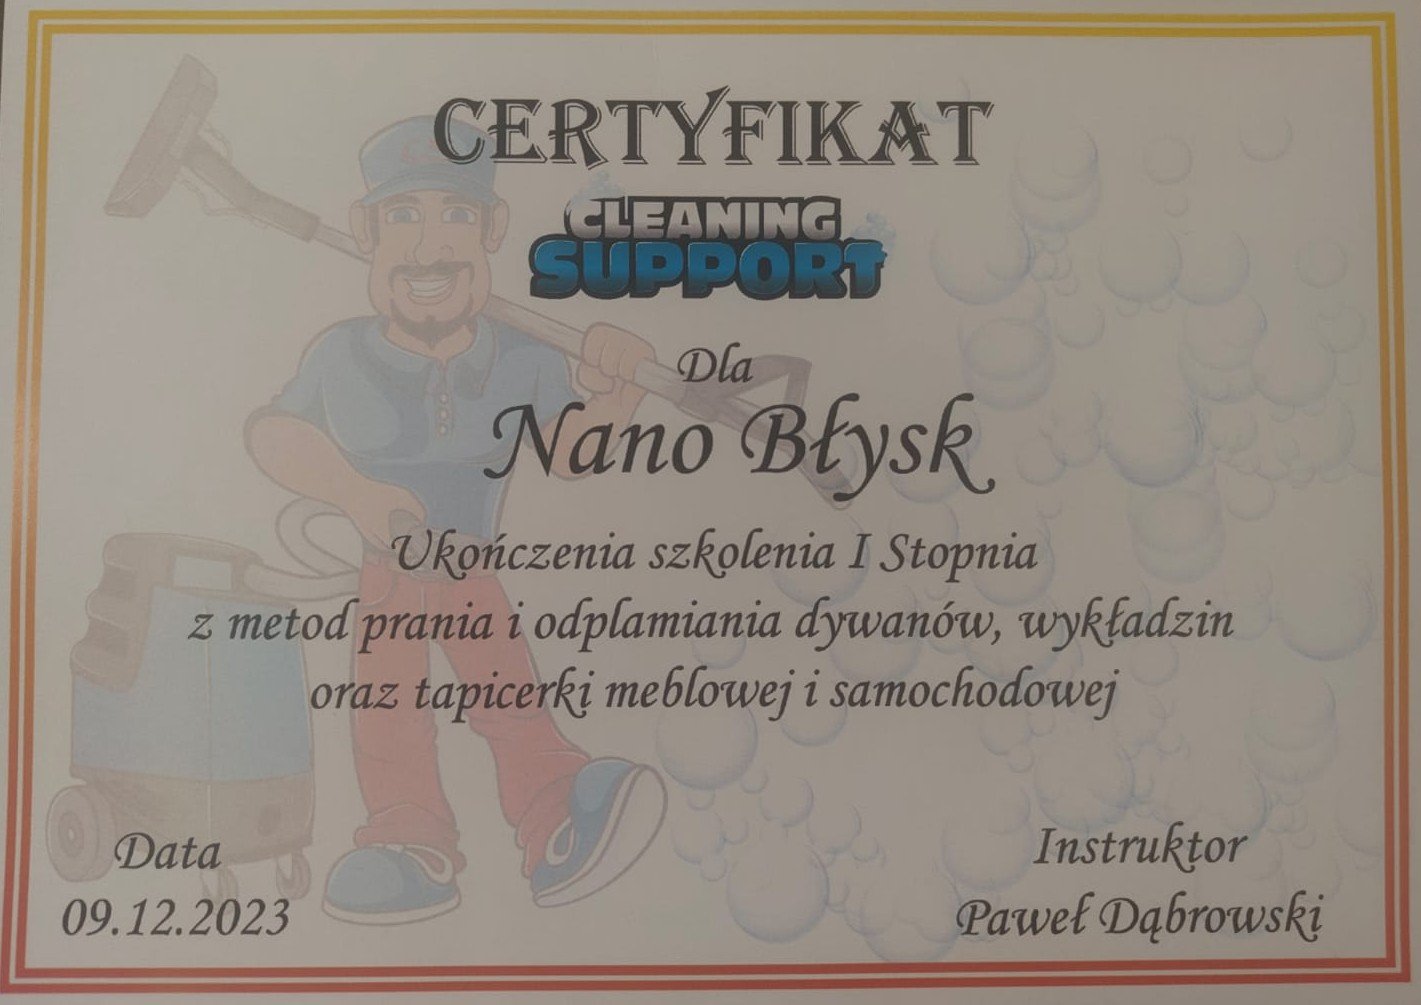 CERTYFIKAT
CLEANING
SUPPORT
Dla
Nano Błysk
Ukończenia szkolenia I Stopnia
z metod prania i odplamiania dywanów, wykładzin
oraz tapicerki meblowej i samochodowej
Data
09.12.2023
Instruktor
Paweł Dąbrowski